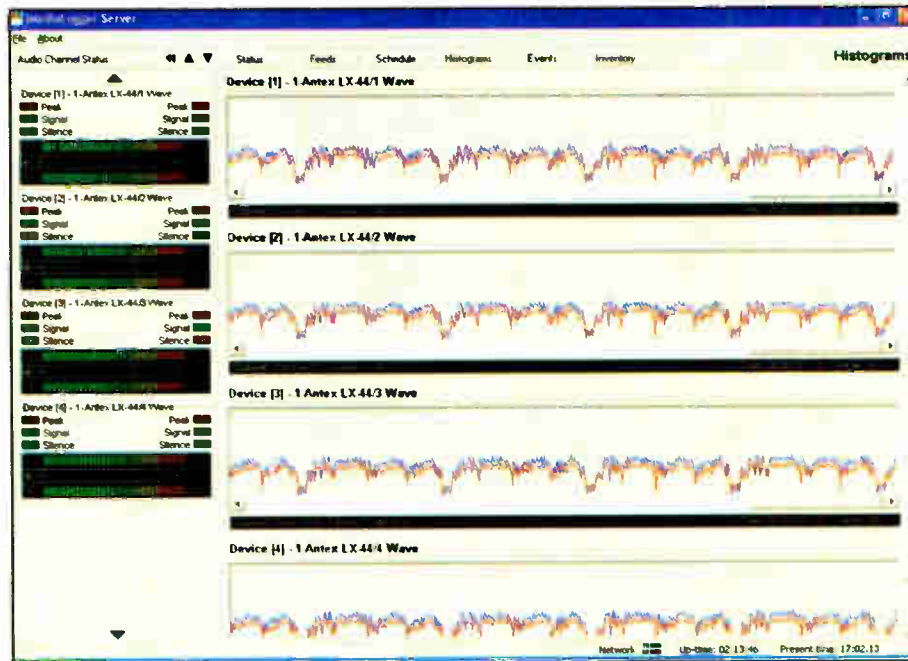 Server
File About
Audio Channel Status
Status Feeds Schedule Histograms Events Inventory
Histograms
Device [1] - 1-Antex LX-44/1 Wave
Peak Peak
Signal Signal
Silence Silence
Device [2] - 1-Antex LX-44/2 Wave
Peak Peak
Signal Signal
Silence Silence
Device [3] - 1-Antex LX-44/3 Wave
Peak Peak
Signal Signal
Silence Silence
Device [4] - 1-Antex LX-44/4 Wave
Peak Peak
Signal Signal
Silence Silence
Device [1] - 1-Antex LX-44/1 Wave
Device [2] - 1-Antex LX-44/2 Wave
Device [3] - 1-Antex LX-44/3 Wave
Device [4] - 1-Antex LX-44/4 Wave
Network Up-time: 02:13:46 Present time: 17:02:13